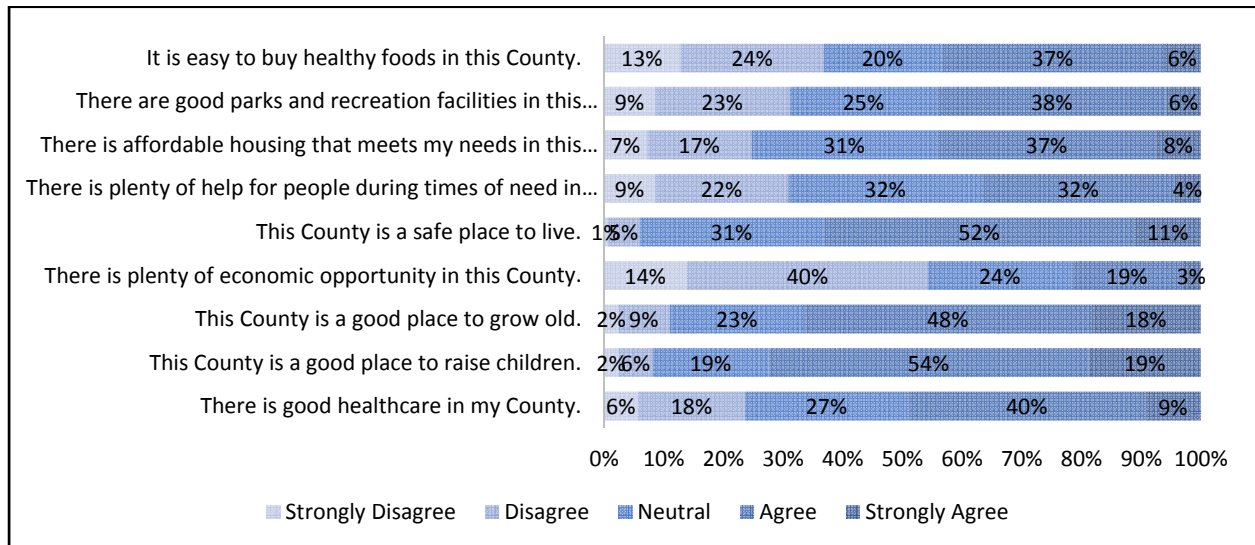 It is easy to buy healthy foods in this County. 13% 24% 20% 37% 6%
There are good parks and recreation facilities in this… 9% 23% 25% 38% 6%
There is affordable housing that meets my needs in this… 7% 17% 31% 37% 8%
There is plenty of help for people during times of need in… 9% 22% 32% 32% 4%
This County is a safe place to live. 1% 5% 31% 52% 11%
There is plenty of economic opportunity in this County. 14% 40% 24% 19% 3%
This County is a good place to grow old. 2% 9% 23% 48% 18%
This County is a good place to raise children. 2% 6% 19% 54% 19%
There is good healthcare in my County. 6% 18% 27% 40% 9%
0% 10% 20% 30% 40% 50% 60% 70% 80% 90% 100%
Strongly Disagree Disagree Neutral Agree Strongly Agree